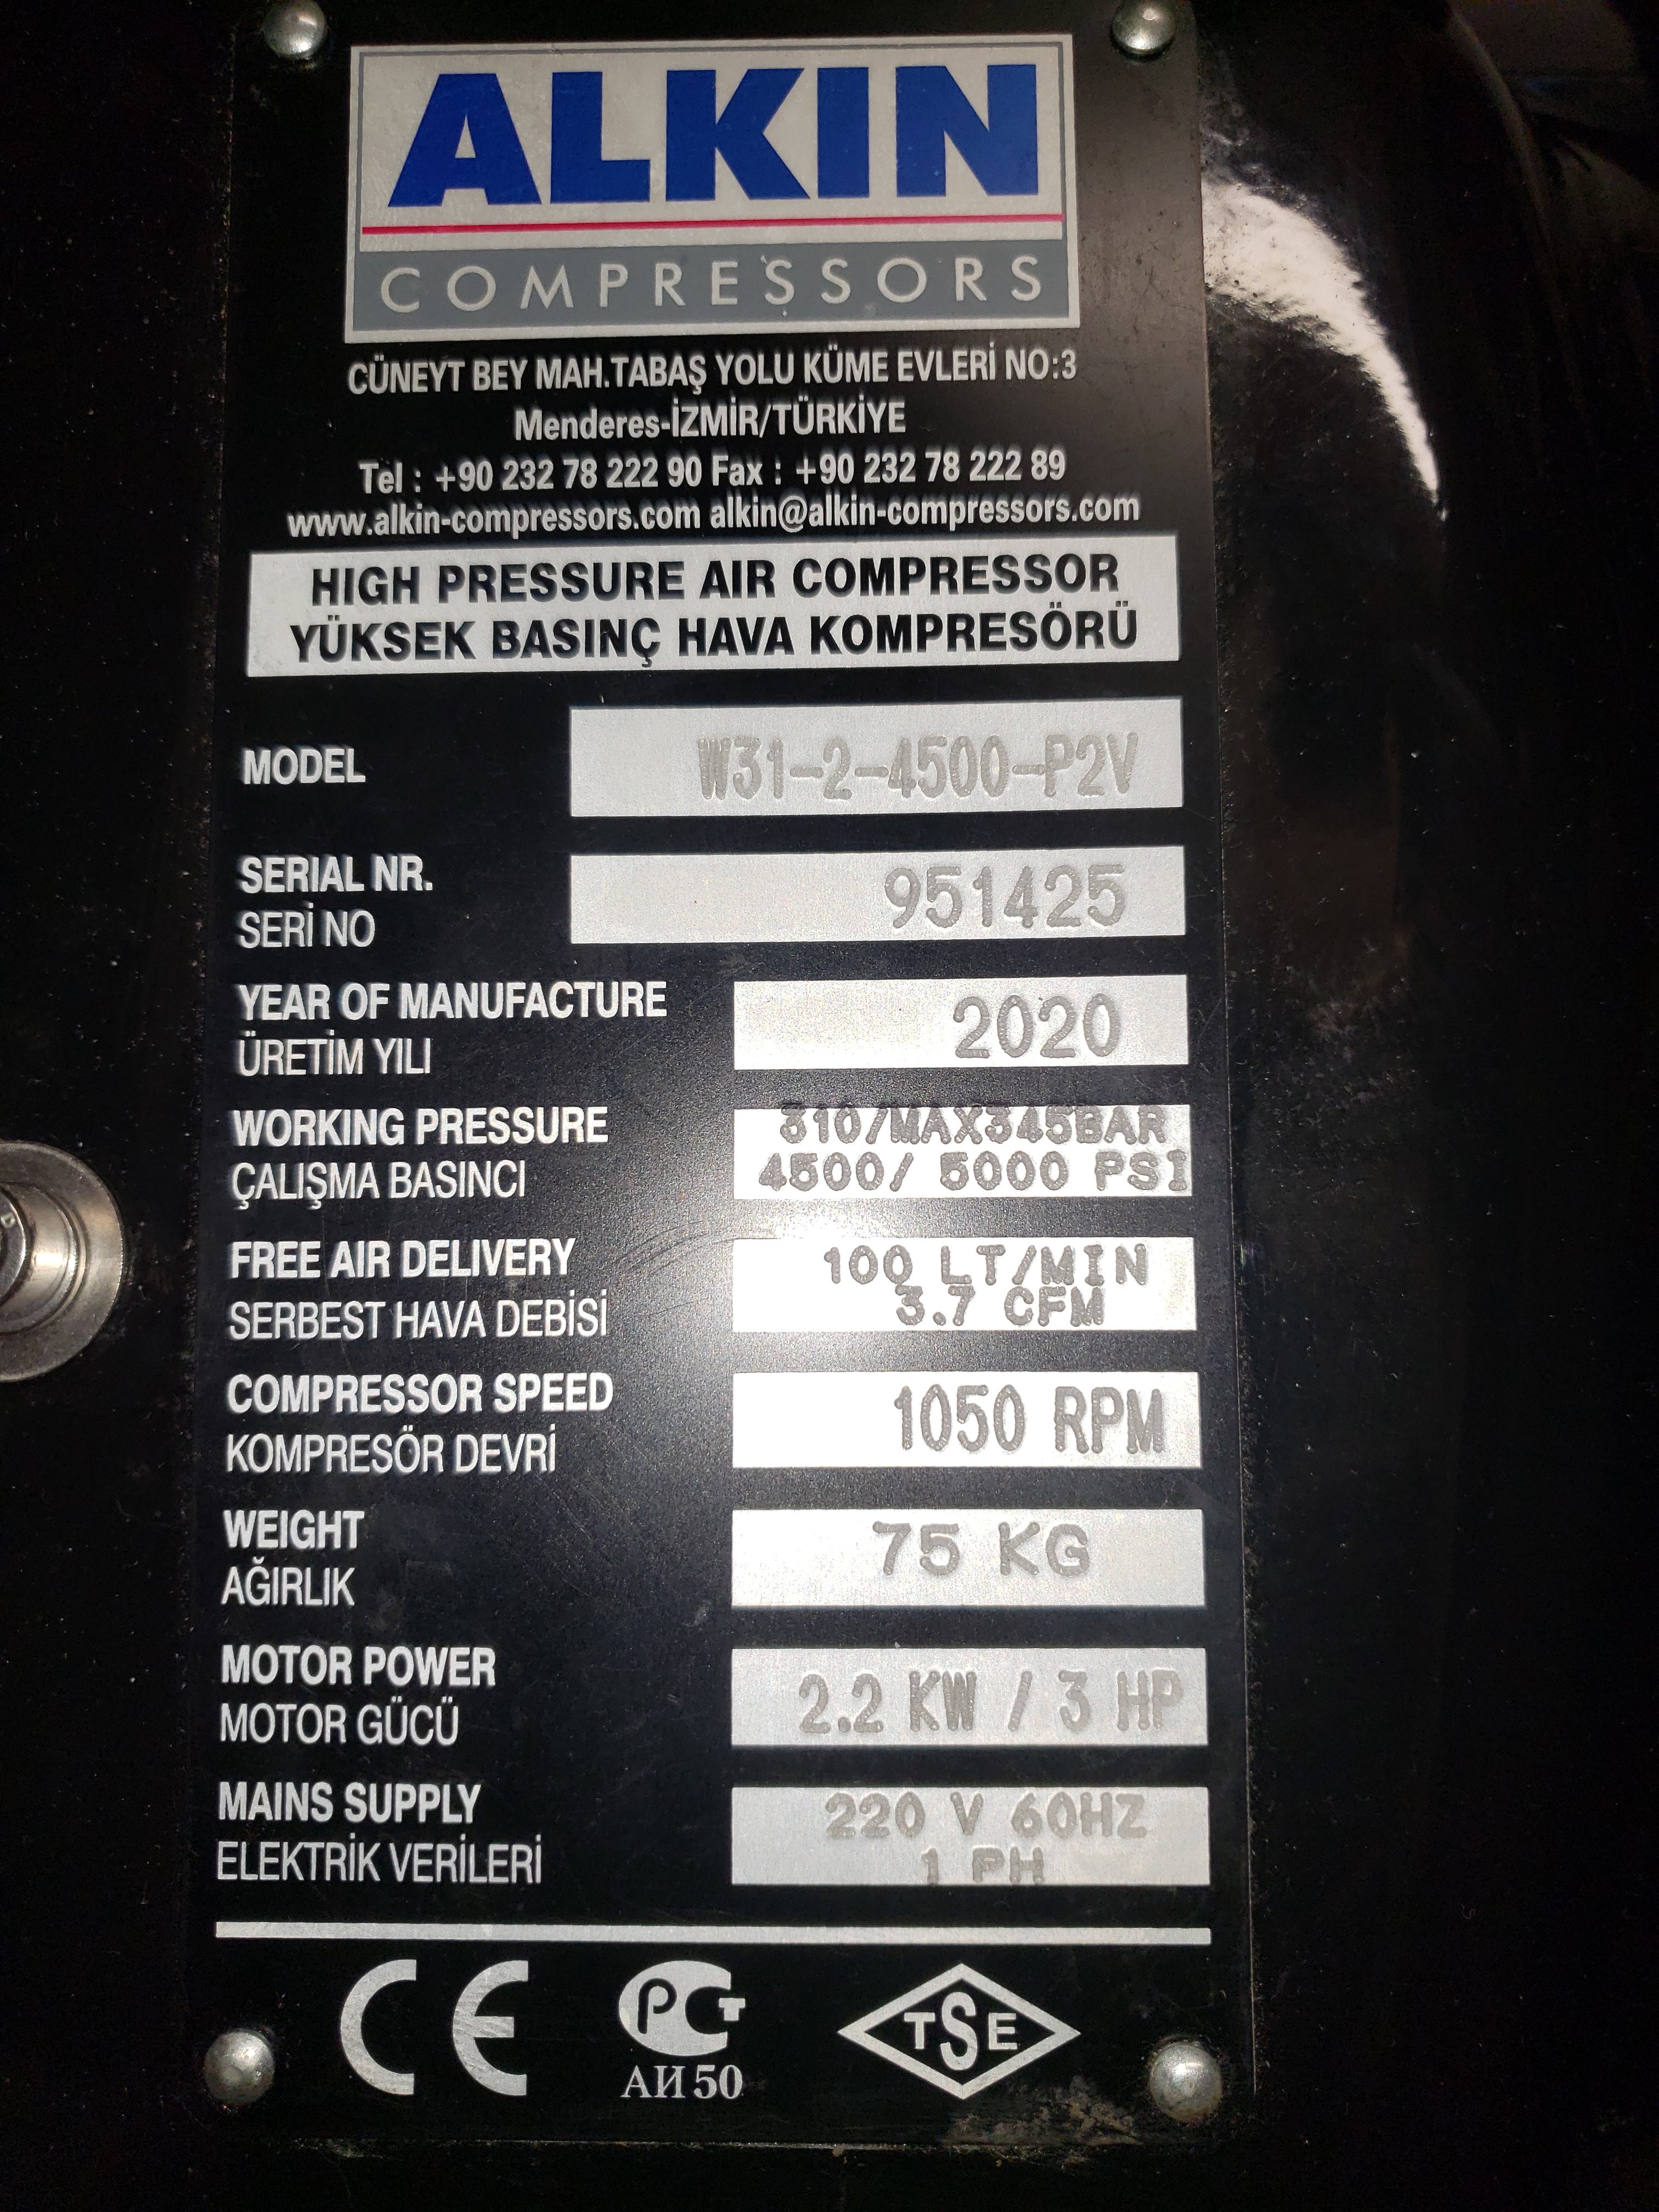 ALKIN
COMPRESSORS
CÜNEYT BEY MAH.TABAŞ YOLU KÜME EVLERİ NO:3
Menderes-İZMİR/TÜRKİYE
Tel : +90 232 78 222 90 Fax : +90 232 78 222 89
www.alkin-compressors.com alkin@alkin-compressors.com
HIGH PRESSURE AIR COMPRESSOR
YÜKSEK BASINÇ HAVA KOMPRESÖRÜ
MODEL W31-2-4500-P2V
SERIAL NR. 951425
SERİ NO
YEAR OF MANUFACTURE 2020
ÜRETİM YILI
WORKING PRESSURE 310/MAX345BAR
ÇALIŞMA BASINCI 4500/ 5000 PSI
FREE AIR DELIVERY 100 LT/MIN
SERBEST HAVA DEBİSİ 3.7 CFM
COMPRESSOR SPEED 1050 RPM
KOMPRESÖR DEVRİ
WEIGHT 75 KG
AĞIRLIK
MOTOR POWER 2.2 KW / 3 HP
MOTOR GÜCÜ
MAINS SUPPLY 220 V 60HZ
ELEKTRİK VERİLERİ 1 PH
CE PCT TSE
АИ50